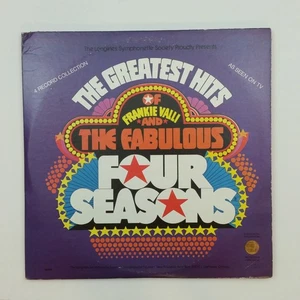 The Longines Symphonette Society Proudly Presents
4 RECORD COLLECTION
AS SEEN ON TV
THE GREATEST HITS
OF
FRANKIE VALLI
AND
THE FABULOUS
FOUR
SEASONS